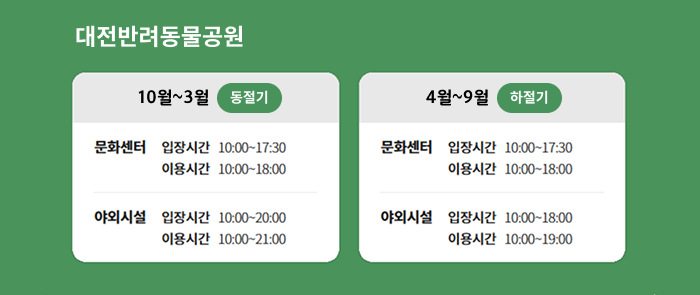 대전반려동물공원
10월~3월 동절기
문화센터 입장시간 10:00~17:30
이용시간 10:00~18:00
야외시설 입장시간 10:00~20:00
이용시간 10:00~21:00
4월~9월 하절기
문화센터 입장시간 10:00~17:30
이용시간 10:00~18:00
야외시설 입장시간 10:00~18:00
이용시간 10:00~19:00